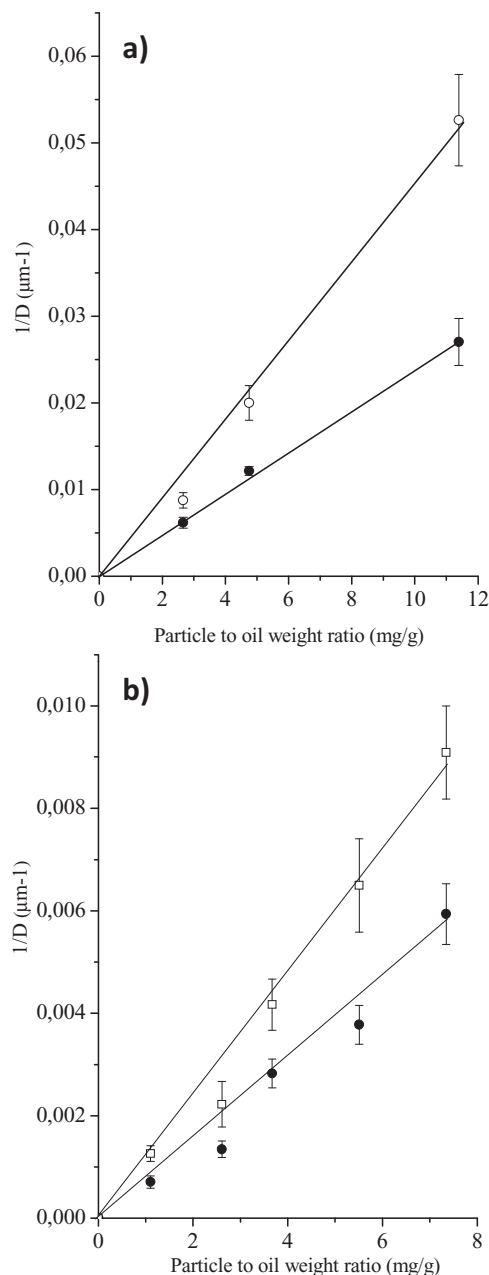 a)
0,06
0,05
0,04
0,03
0,02
0,01
0,00
1/D (µm-1)
0 2 4 6 8 10 12
Particle to oil weight ratio (mg/g)
b)
0,010
0,008
0,006
0,004
0,002
0,000
1/D (µm-1)
0 2 4 6 8
Particle to oil weight ratio (mg/g)